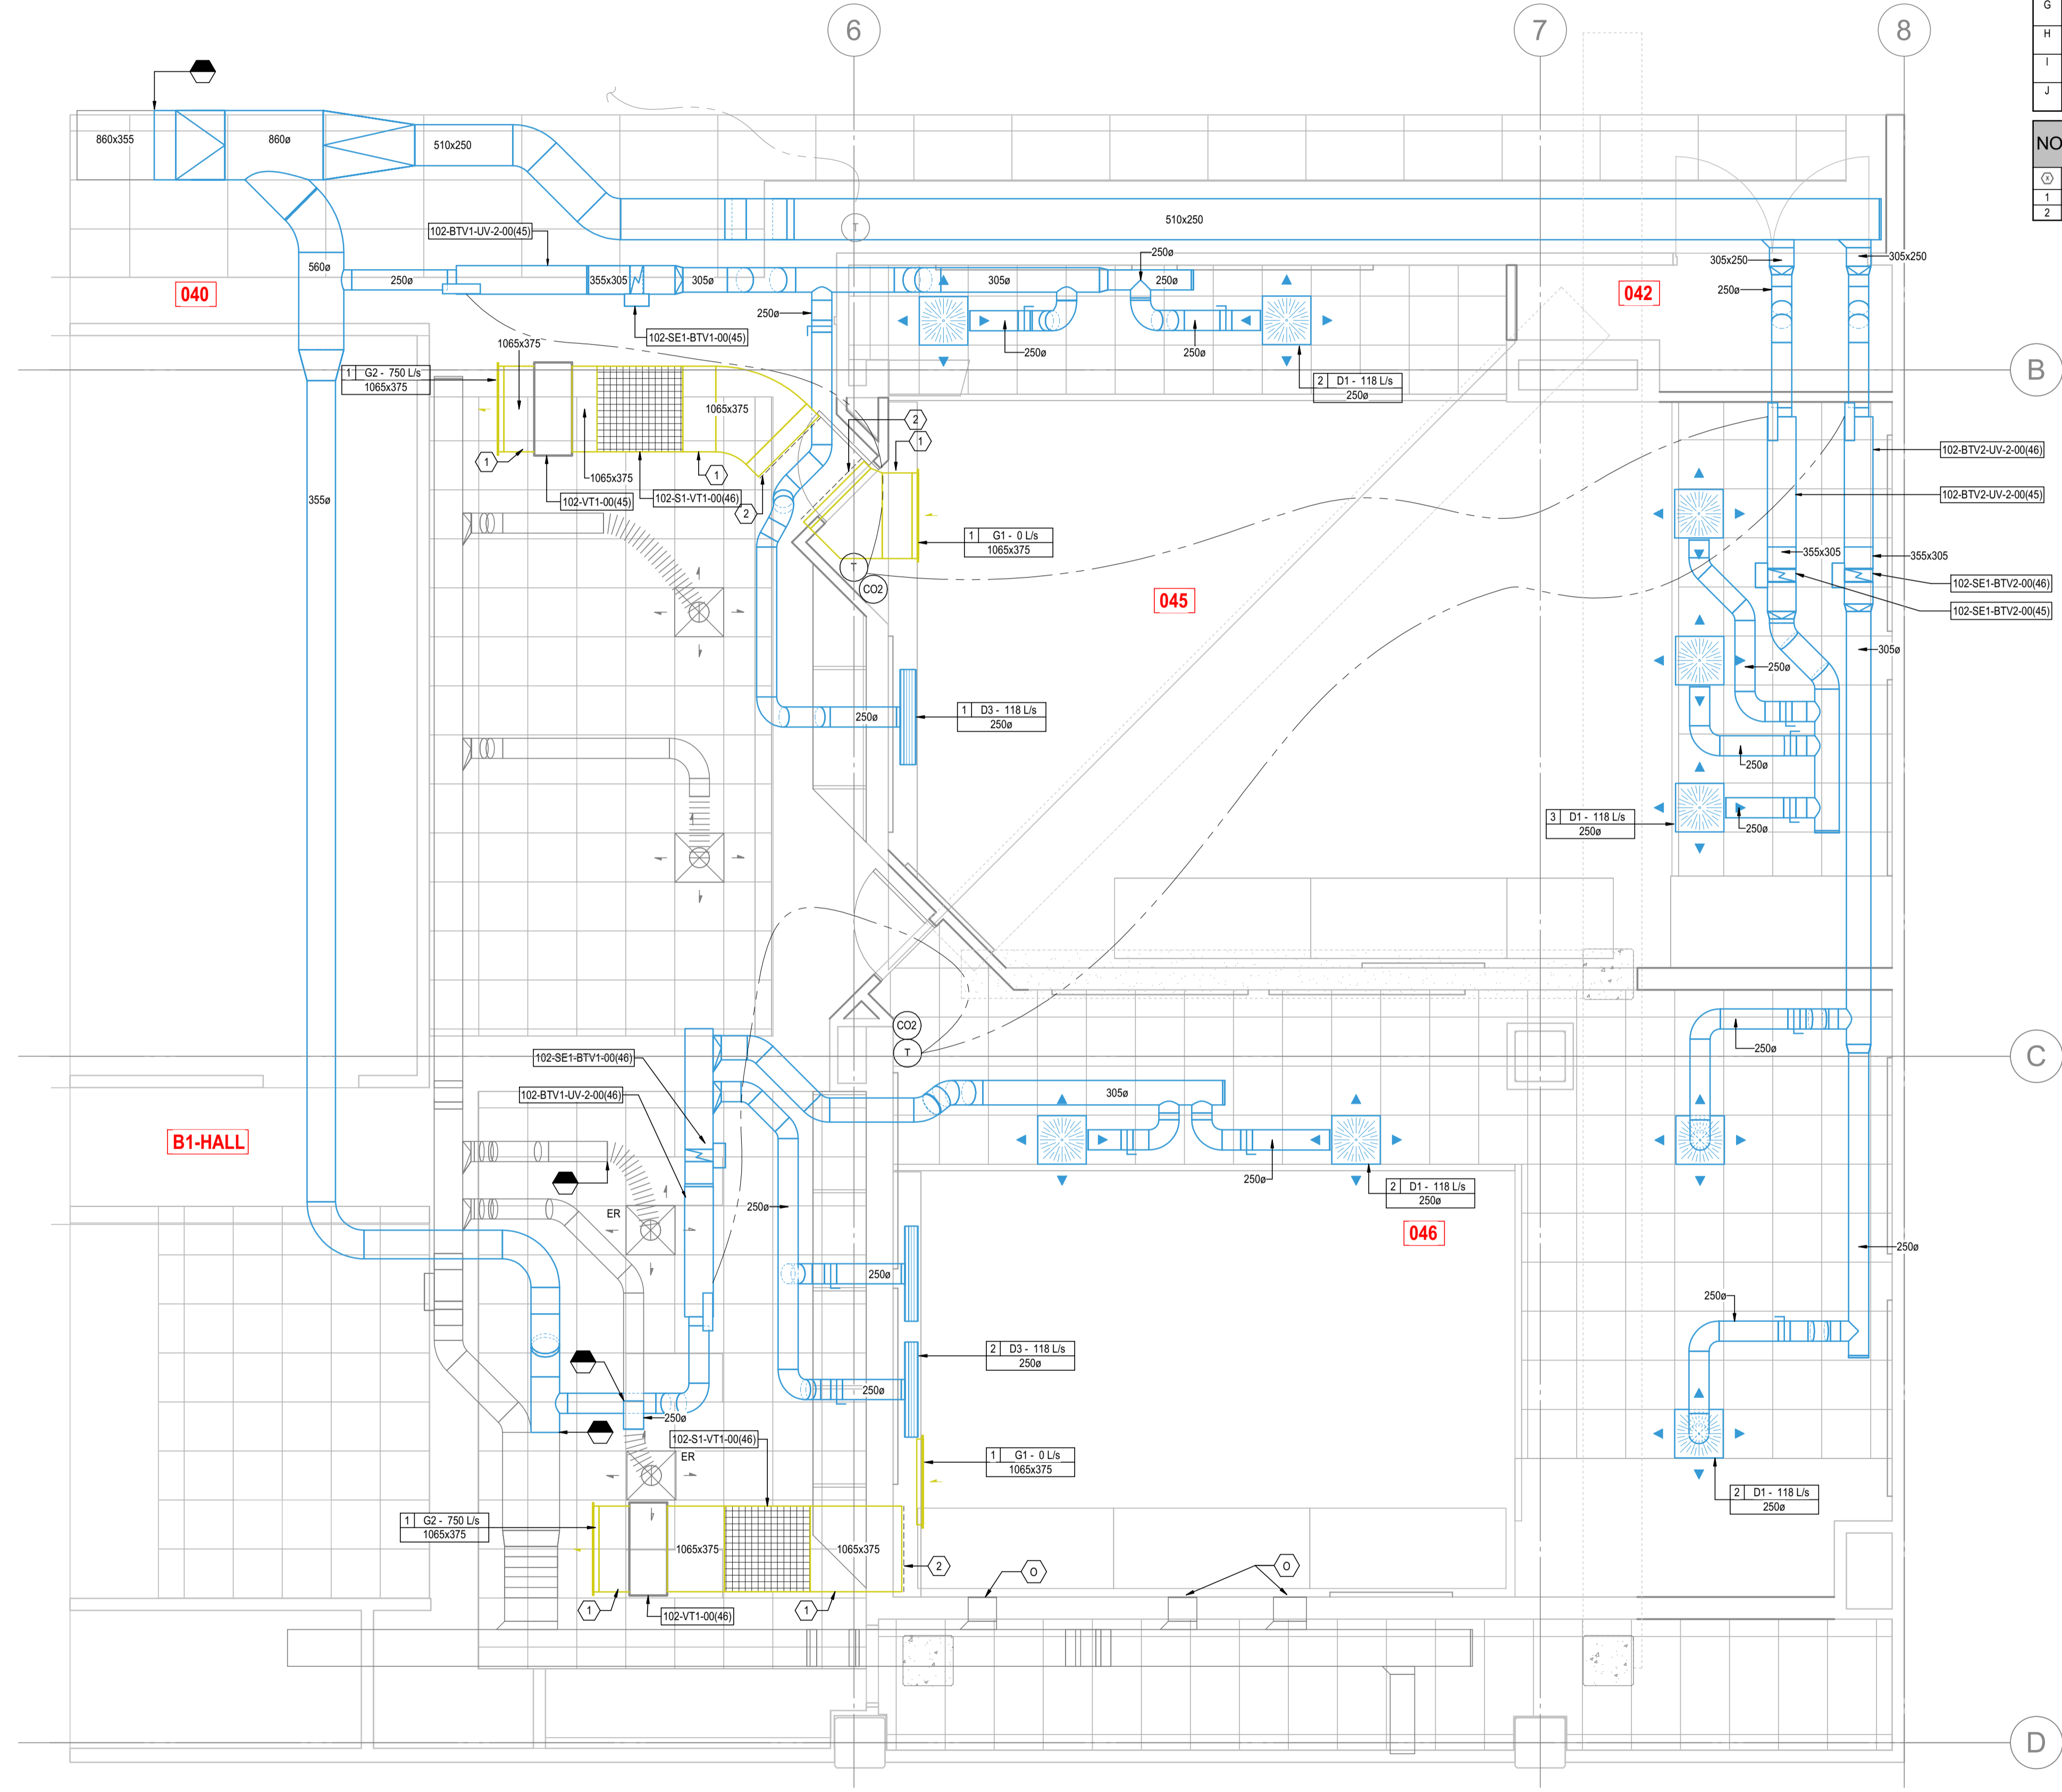 6
7
8
G
H
I
J
NO
X
1
2
860x355
860ø
510x250
510x250
T
102-BTV1-UV-2-00(45)
560ø
250ø
355x305
305ø
305ø
250ø
250ø
305x250
305x250
040
042
250ø
250ø
102-SE1-BTV1-00(45)
250ø
250ø
B
1065x375
1 G2 - 750 L/s
1065x375
2 D1 - 118 L/s
250ø
1065x375
2
1
1
1065x375
1
102-VT1-00(45)
102-S1-VT1-00(46)
2
102-BTV2-UV-2-00(46)
102-BTV2-UV-2-00(45)
355ø
1 G1 - 0 L/s
1065x375
T
CO2
355x305
355x305
102-SE1-BTV2-00(46)
102-SE1-BTV2-00(45)
045
305ø
250ø
1 D3 - 118 L/s
250ø
250ø
250ø
3 D1 - 118 L/s
250ø
250ø
CO2
T
250ø
102-SE1-BTV1-00(46)
C
102-BTV1-UV-2-00(46)
305ø
B1-HALL
250ø
2 D1 - 118 L/s
250ø
250ø
ER
046
250ø
250ø
250ø
2 D3 - 118 L/s
250ø
250ø
250ø
102-S1-VT1-00(46)
ER
1 G1 - 0 L/s
1065x375
2 D1 - 118 L/s
250ø
1 G2 - 750 L/s
1065x375
1065x375
1065x375
2
O
O
1
102-VT1-00(46)
1
D